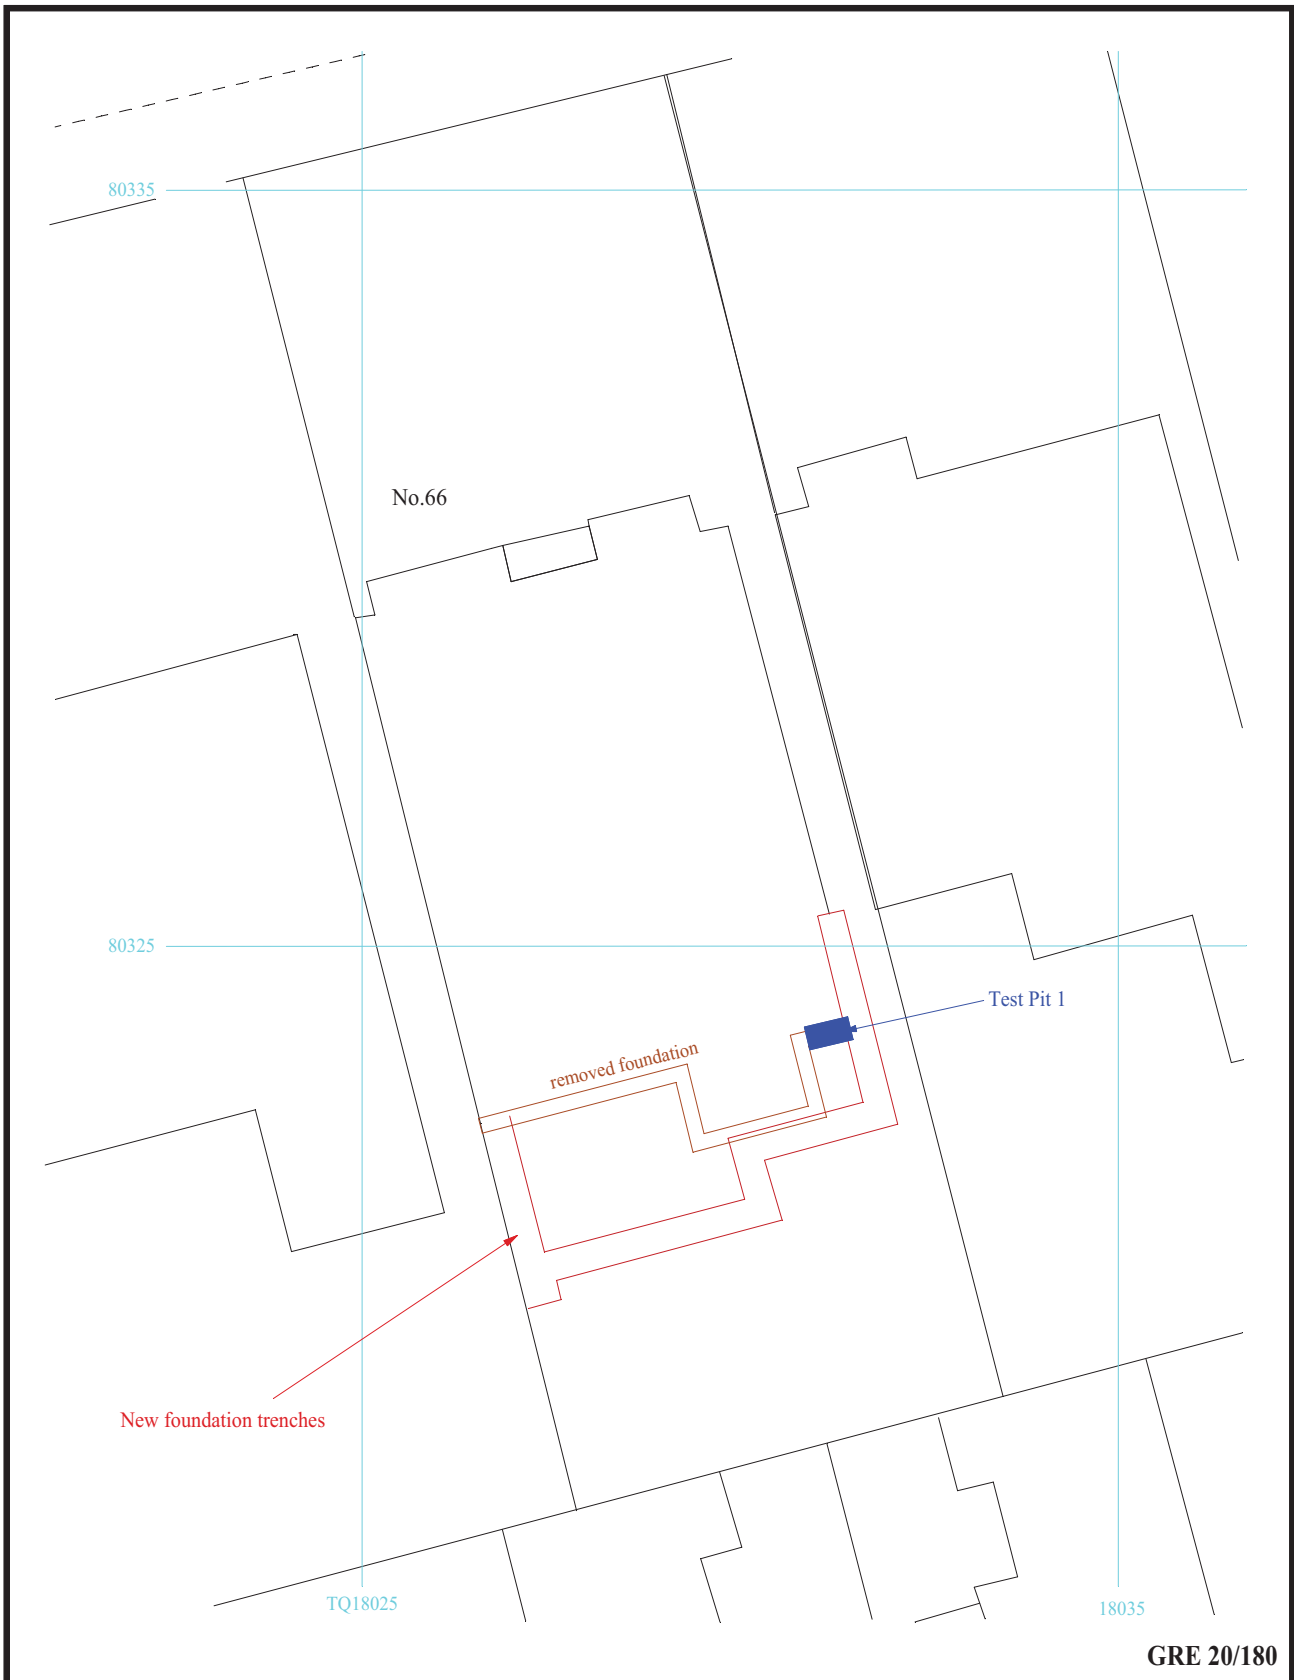 80335
No.66
80325
Test Pit 1
removed foundation
New foundation trenches
TQ18025
18035
GRE 20/180